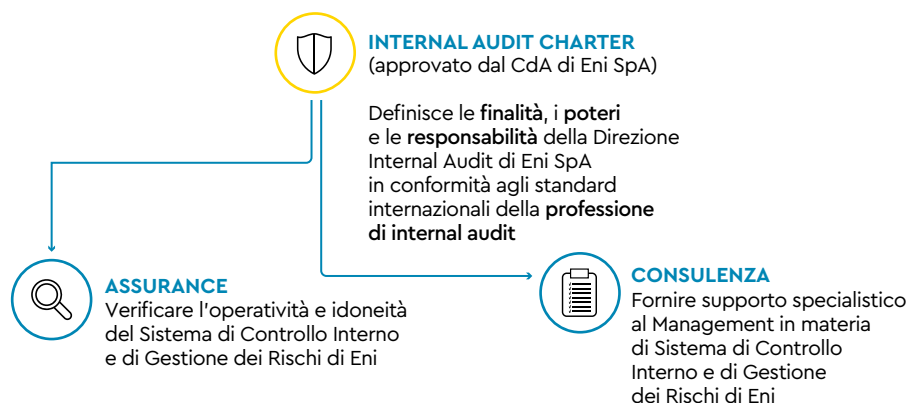 INTERNAL AUDIT CHARTER
(approvato dal CdA di Eni SpA)
Definisce le finalità, i poteri
e le responsabilità della Direzione
Internal Audit di Eni SpA
in conformità agli standard
internazionali della professione
di internal audit
ASSURANCE
Verificare l'operatività e idoneità
del Sistema di Controllo Interno
e di Gestione dei Rischi di Eni
CONSULENZA
Fornire supporto specialistico
al Management in materia
di Sistema di Controllo
Interno e di Gestione
dei Rischi di Eni